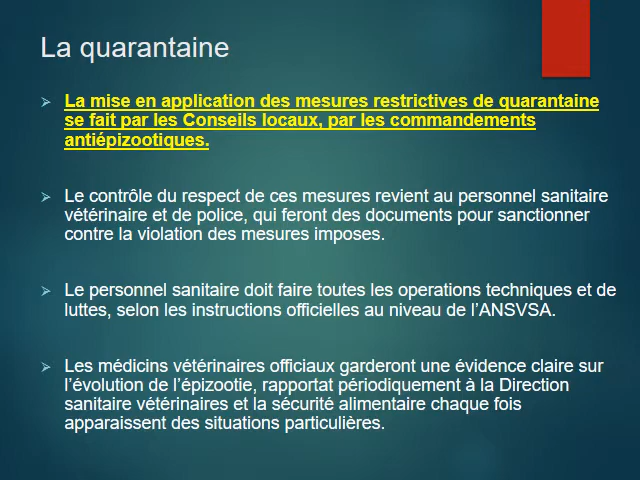 La quarantaine
La mise en application des mesures restrictives de quarantaine
se fait par les Conseils locaux, par les commandements
antiépizootiques.
Le contrôle du respect de ces mesures revient au personnel sanitaire
vétérinaire et de police, qui feront des documents pour sanctionner
contre la violation des mesures imposes.
Le personnel sanitaire doit faire toutes les operations techniques et de
luttes, selon les instructions officielles au niveau de l'ANSVSA.
Les médicins vétérinaires officiaux garderont une évidence claire sur
l'évolution de l'épizootie, rapportat périodiquement à la Direction
sanitaire vétérinaires et la sécurité alimentaire chaque fois
apparaissent des situations particulières.